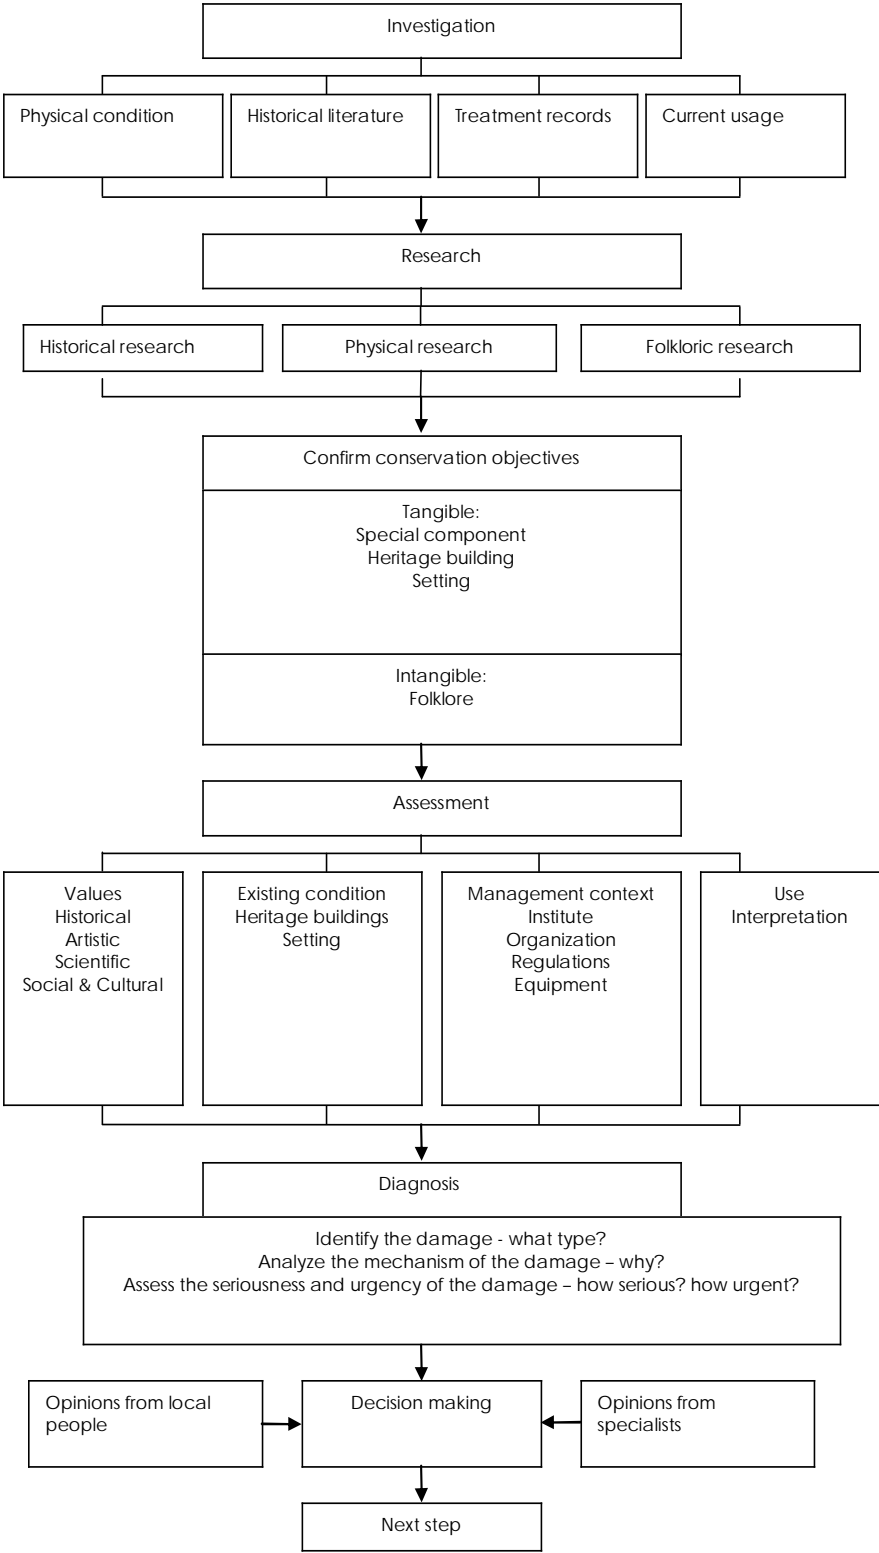 Investigation
Physical condition
Historical literature
Treatment records
Current usage
Research
Historical research
Physical research
Folkloric research
Confirm conservation objectives
Tangible:
Special component
Heritage building
Setting
Intangible:
Folklore
Assessment
Values
Historical
Artistic
Scientific
Social & Cultural
Existing condition
Heritage buildings
Setting
Management context
Institute
Organization
Regulations
Equipment
Use
Interpretation
Diagnosis
Identify the damage - what type?
Analyze the mechanism of the damage – why?
Assess the seriousness and urgency of the damage – how serious? how urgent?
Opinions from local
people
Decision making
Opinions from
specialists
Next step